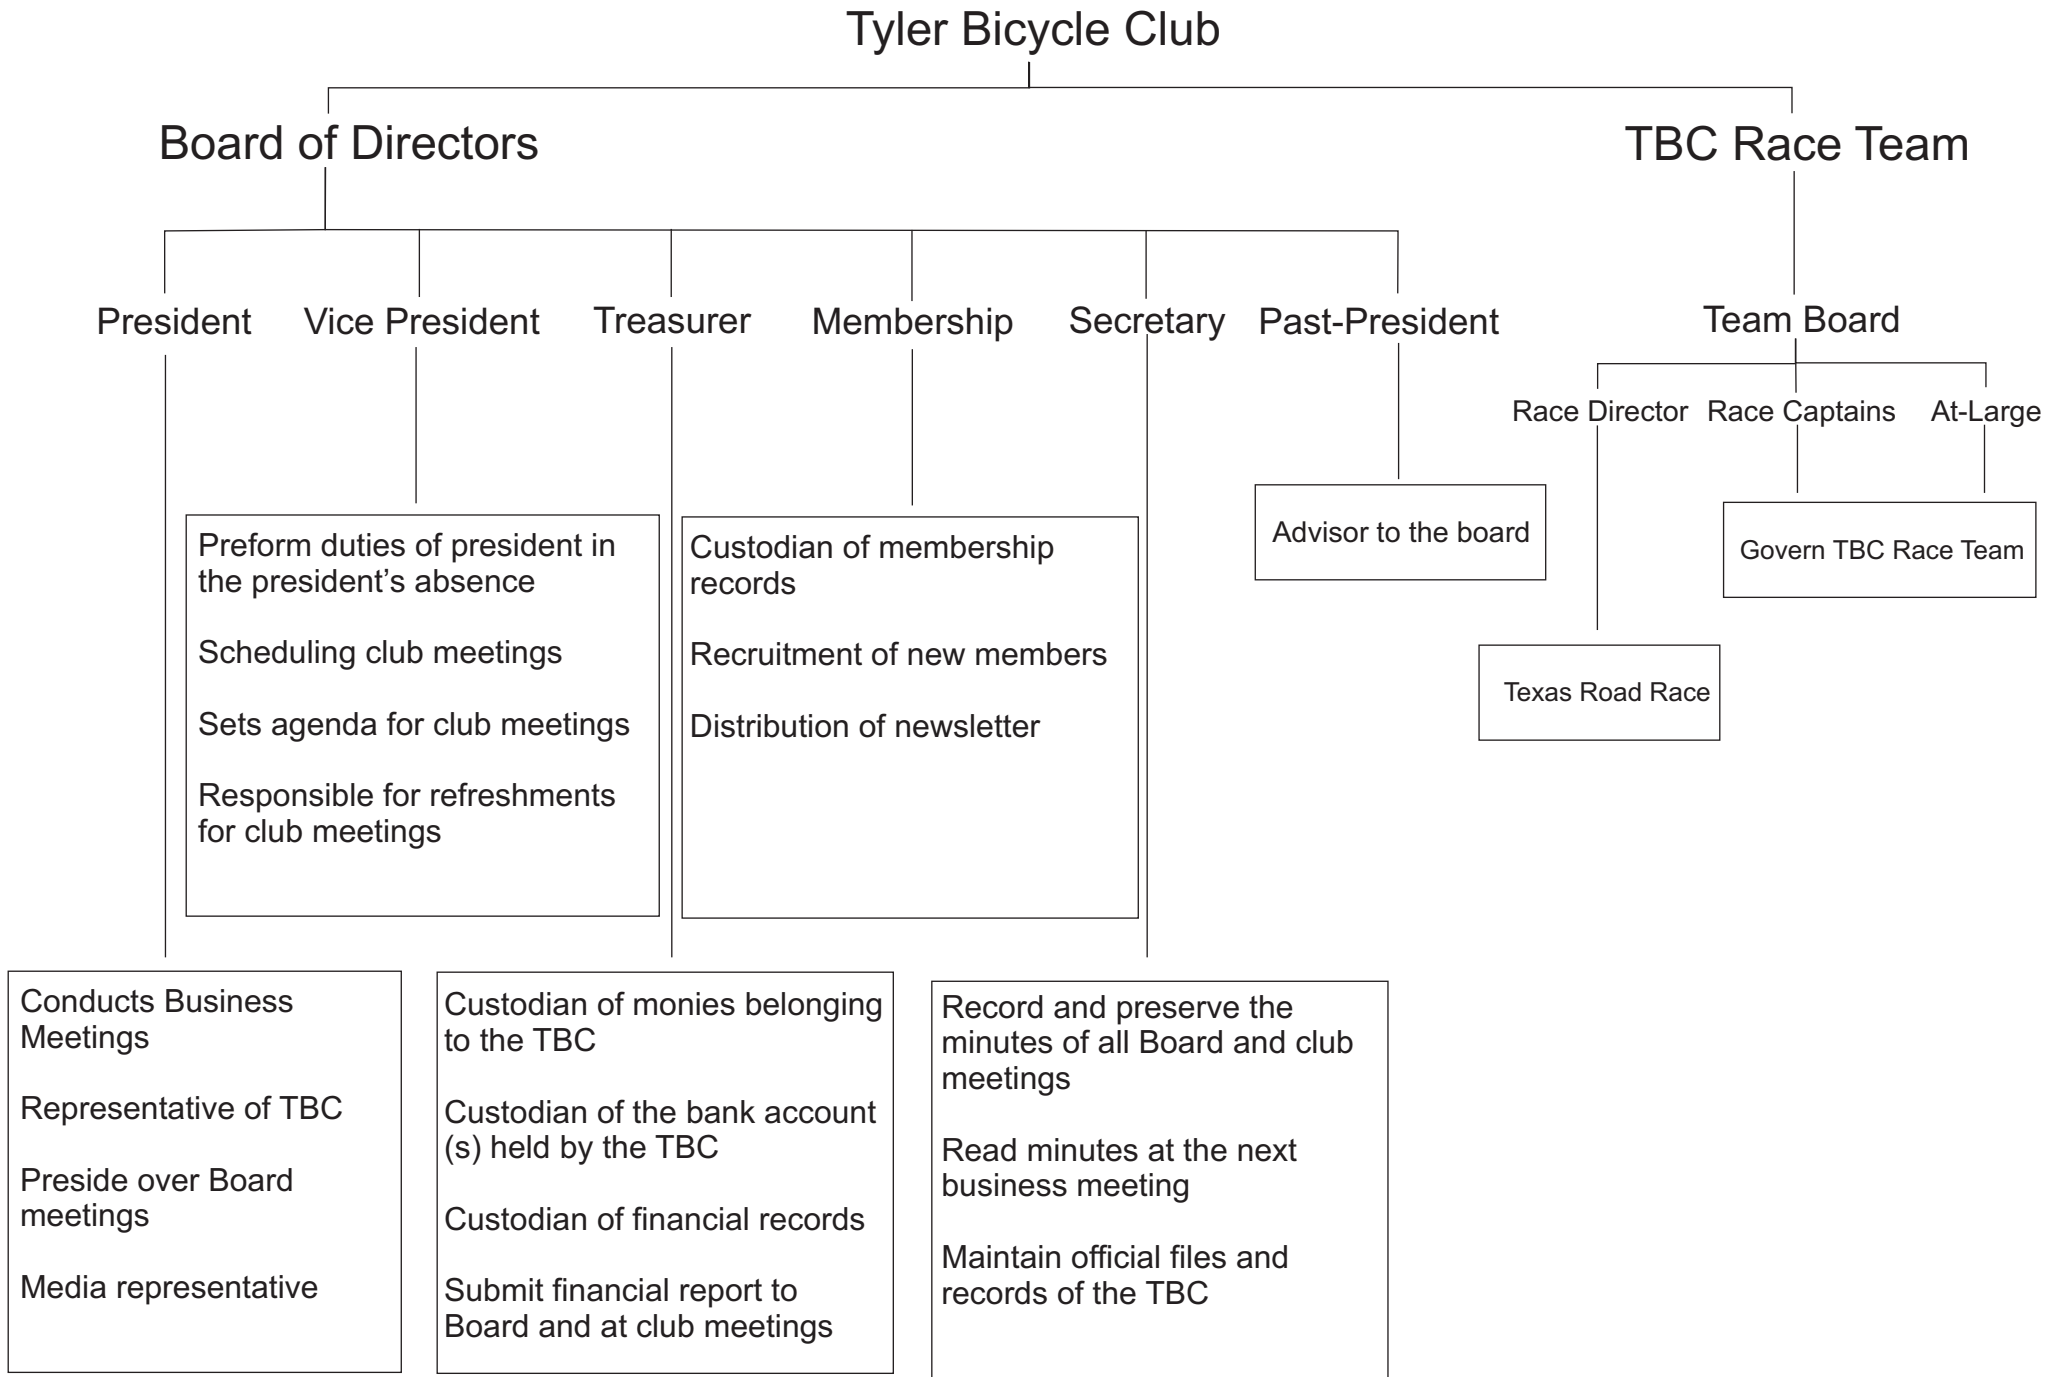 Tyler Bicycle Club
Board of Directors
TBC Race Team
President
Vice President
Treasurer
Membership
Secretary
Past-President
Team Board
Race Director
Race Captains
At-Large
Preform duties of president in
the president’s absence
Scheduling club meetings
Sets agenda for club meetings
Responsible for refreshments
for club meetings
Custodian of membership
records
Recruitment of new members
Distribution of newsletter
Advisor to the board
Govern TBC Race Team
Texas Road Race
Conducts Business
Meetings
Representative of TBC
Preside over Board
meetings
Media representative
Custodian of monies belonging
to the TBC
Custodian of the bank account
(s) held by the TBC
Custodian of financial records
Submit financial report to
Board and at club meetings
Record and preserve the
minutes of all Board and club
meetings
Read minutes at the next
business meeting
Maintain official files and
records of the TBC